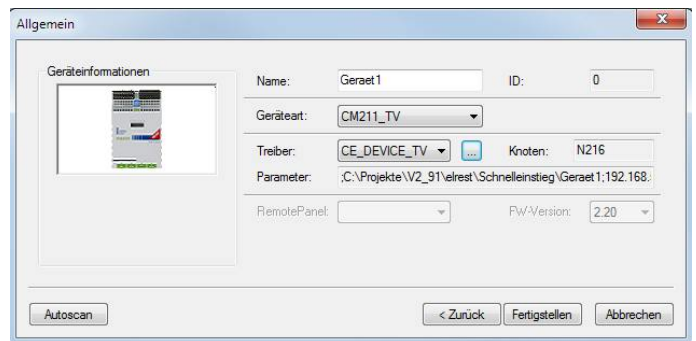 Allgemein
Geräteinformationen
Name: Geraet1 ID: 0
Geräteart: CM211_TV
Treiber: CE_DEVICE_TV ... Knoten: N216
Parameter: ;C:\Projekte\V2_91\elrest\Schnelleinstieg\Geraet1;192.168.
RemotePanel: FW-Version: 2.20
Autoscan < Zurück Fertigstellen Abbrechen